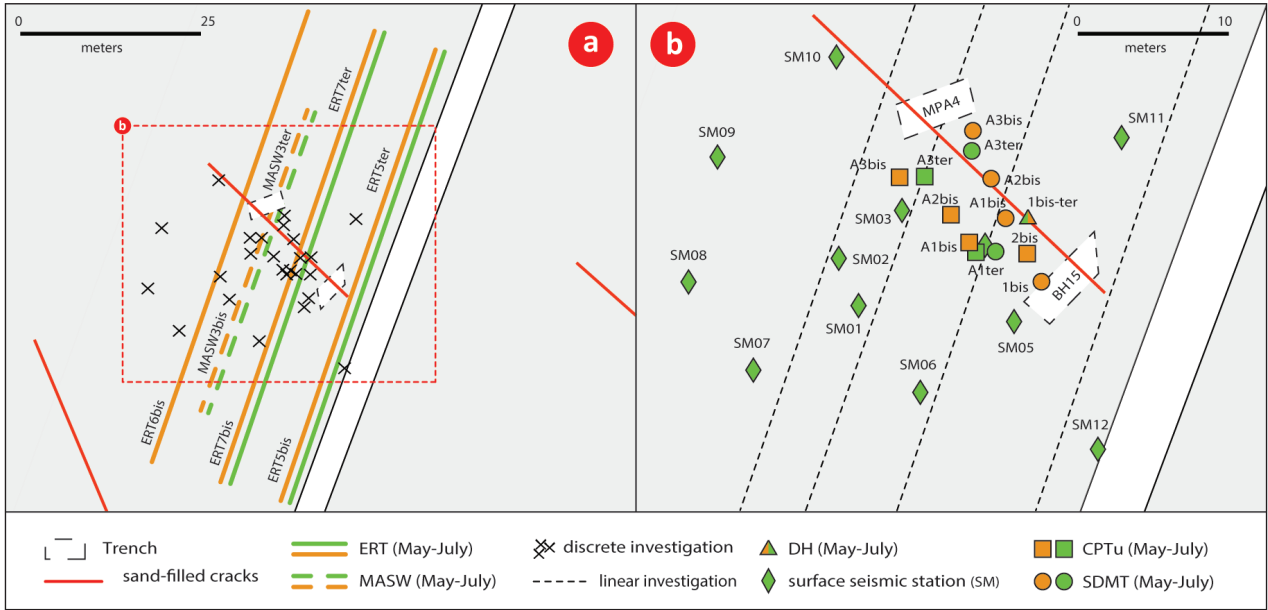 0 25
meters
a
b
ERT7ter
MASW3ter
ERT5ter
MASW3bis
ERT6bis
ERT7bis
ERT5bis
b
0 10
meters
SM10
MPA4
SM09
SM11
A3bis
A3ter
A3bis
A3ter
A2bis
A2bis
A1bis
1bis-ter
SM03
A1bis
2bis
SM08
SM02
A1ter
1bis
BH15
SM01
SM05
SM07
SM06
SM12
Trench
sand-filled cracks
ERT (May-July)
MASW (May-July)
discrete investigation
linear investigation
DH (May-July)
surface seismic station (SM)
CPTu (May-July)
SDMT (May-July)